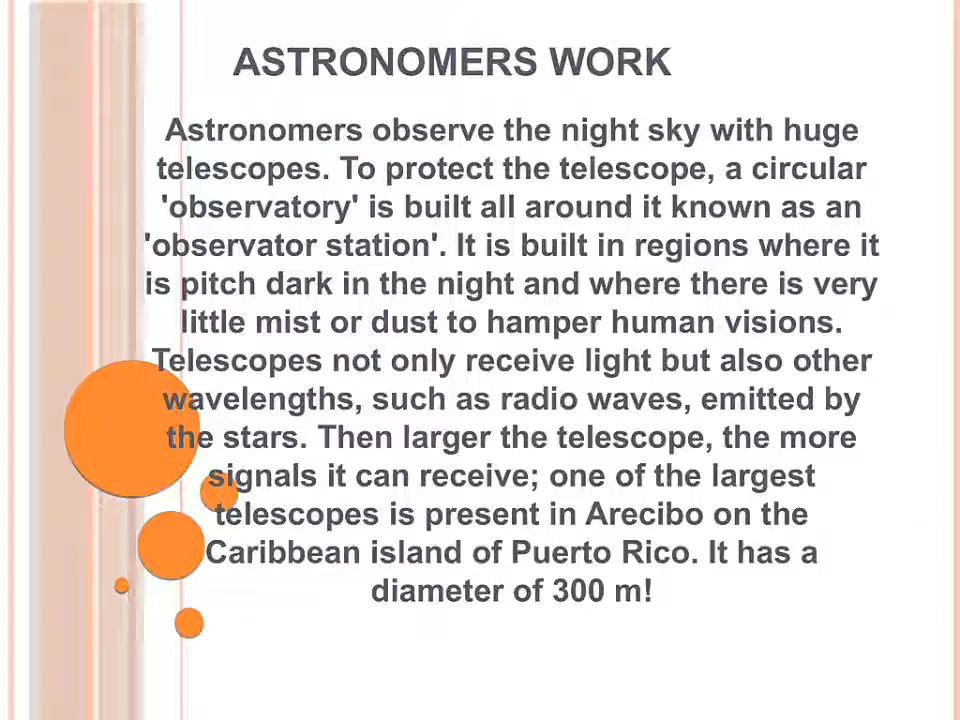 ASTRONOMERS WORK
Astronomers observe the night sky with huge
telescopes. To protect the telescope, a circular
'observatory' is built all around it known as an
'observator station'. It is built in regions where it
is pitch dark in the night and where there is very
little mist or dust to hamper human visions.
Telescopes not only receive light but also other
wavelengths, such as radio waves, emitted by
the stars. Then larger the telescope, the more
signals it can receive; one of the largest
telescopes is present in Arecibo on the
Caribbean island of Puerto Rico. It has a
diameter of 300 m!